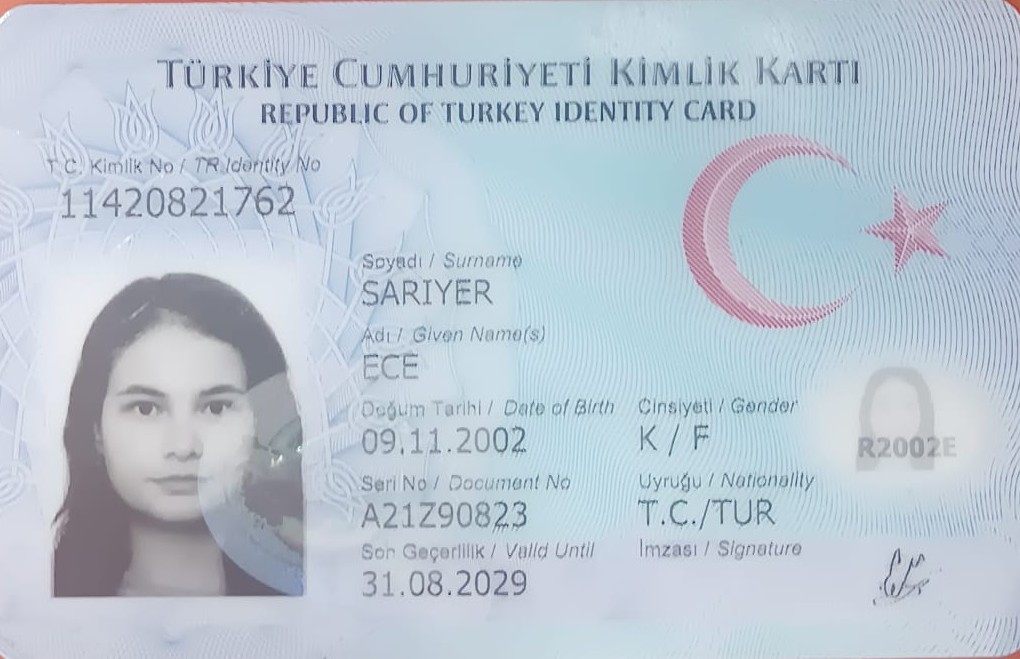 TÜRKİYE CUMHURİYETİ KİMLİK KARTI
REPUBLIC OF TURKEY IDENTITY CARD
T.C. Kimlik No / TR Identity No
11420821762
Soyadı / Surname
SARIYER
Adı / Given Name(s)
ECE
Doğum Tarihi / Date of Birth Cinsiyeti / Gender
09.11.2002 K / F
R2002E
Seri No / Document No Uyruğu / Nationality
A21Z90823 T.C./TUR
Son Geçerlilik / Valid Until İmzası / Signature
31.08.2029